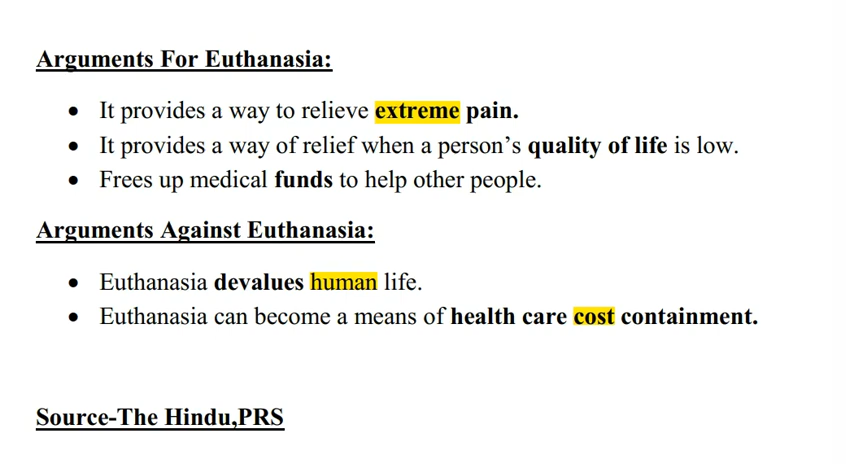 Arguments For Euthanasia:
• It provides a way to relieve extreme pain.
• It provides a way of relief when a person’s quality of life is low.
• Frees up medical funds to help other people.
Arguments Against Euthanasia:
• Euthanasia devalues human life.
• Euthanasia can become a means of health care cost containment.
Source-The Hindu,PRS